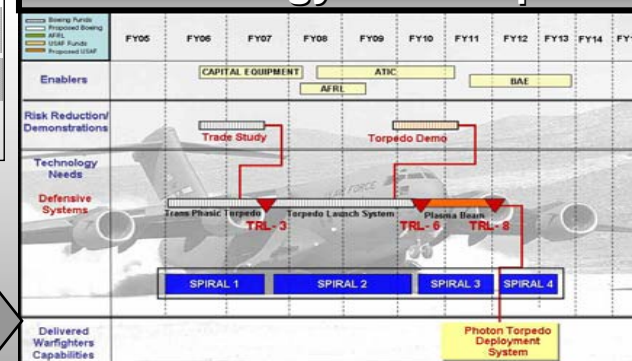 Boeing Funds
Proposed Boeing
AFRL
USAF Funds
Proposed USAF
FY05 FY06 FY07 FY08 FY09 FY10 FY11 FY12 FY13 FY14
Enablers
CAPITAL EQUIPMENT
ATIC
AFRL
BAE
Risk Reduction/
Demonstrations
Trade Study
Torpedo Demo
Technology
Needs
Defensive
Systems
Trans Phasic Torpedo
Torpedo Launch System
Plasma Beam
TRL- 3
TRL- 6
TRL- 8
AIR FORCE
SPIRAL 1
SPIRAL 2
SPIRAL 3
SPIRAL 4
Delivered
Warfighters
Capabilities
Photon Torpedo
Deployment
System